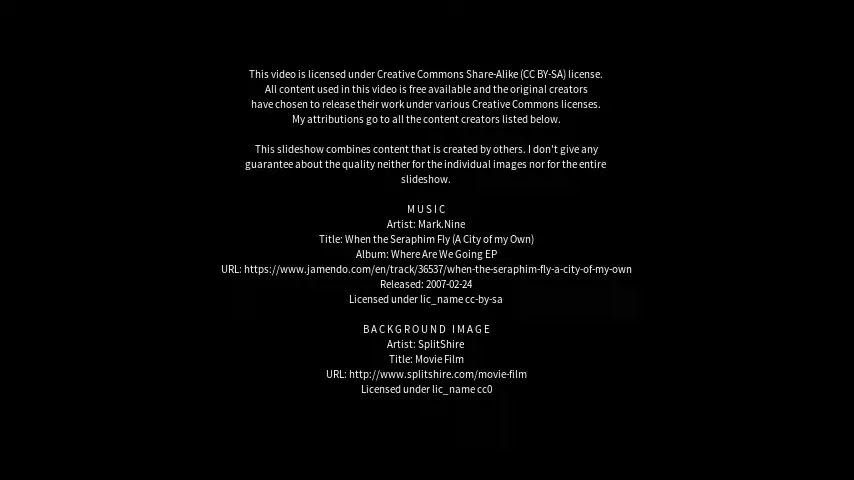 This video is licensed under Creative Commons Share-Alike (CC BY-SA) license.
All content used in this video is free available and the original creators
have chosen to release their work under various Creative Commons licenses.
My attributions go to all the content creators listed below.
This slideshow combines content that is created by others. I don't give any
guarantee about the quality neither for the individual images nor for the entire
slideshow.
MUSIC
Artist: Mark.Nine
Title: When the Seraphim Fly (A City of my Own)
Album: Where Are We Going EP
URL: https://www.jamendo.com/en/track/36537/when-the-seraphim-fly-a-city-of-my-own
Released: 2007-02-24
Licensed under lic_name cc-by-sa
BACKGROUND IMAGE
Artist: SplitShire
Title: Movie Film
URL: http://www.splitshire.com/movie-film
Licensed under lic_name cc0